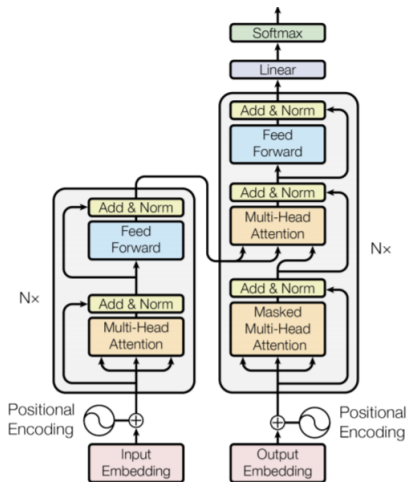 Softmax
Linear
Add & Norm
Feed
Forward
Add & Norm
Multi-Head
Attention
Add & Norm
Masked
Multi-Head
Attention
N×
Add & Norm
Feed
Forward
Add & Norm
Multi-Head
Attention
N×
Positional
Encoding
Positional
Encoding
Input
Embedding
Output
Embedding